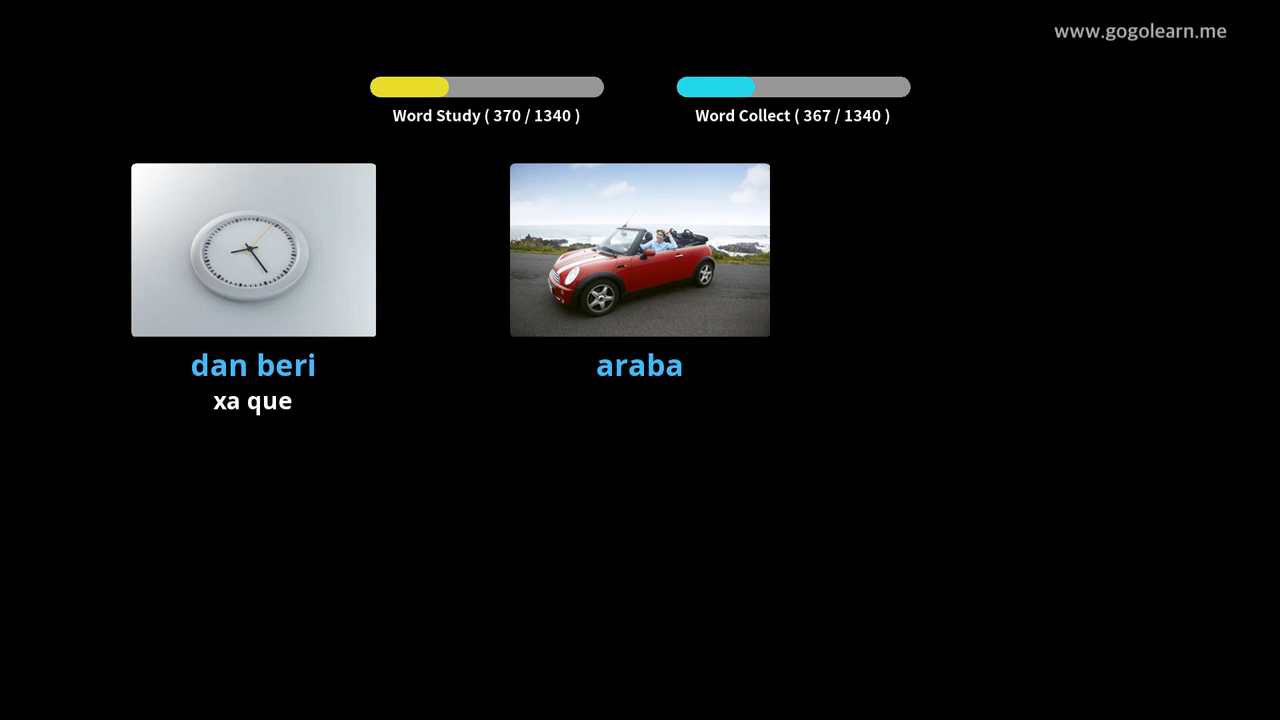 www.gogolearn.me
Word Study ( 370 / 1340 )
Word Collect ( 367 / 1340 )
dan beri
xa que
araba